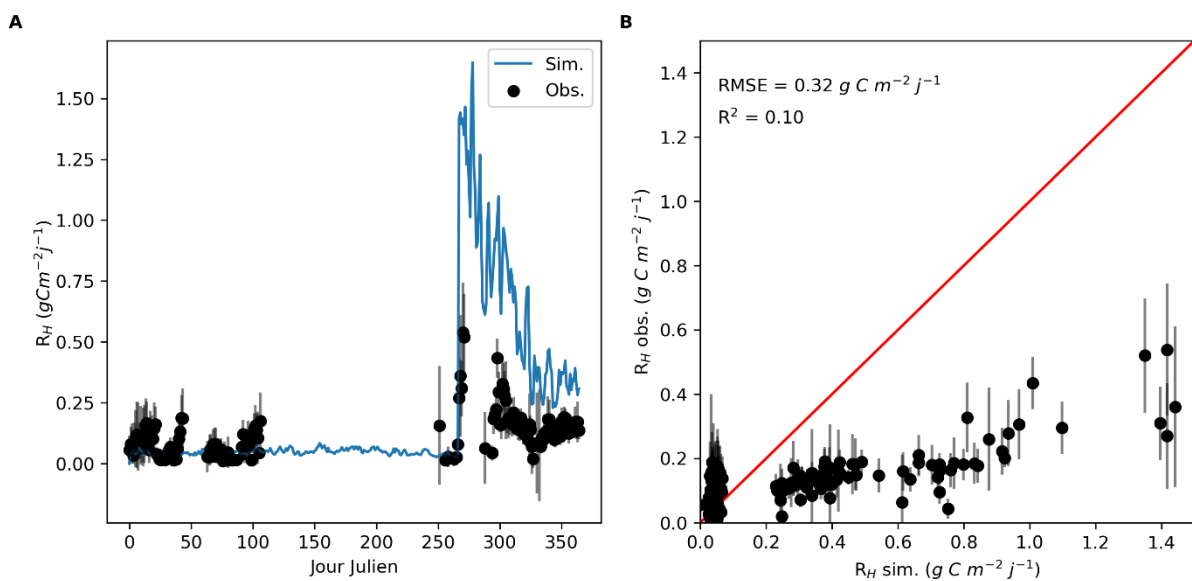 A
B
Sim.
Obs.
1.50
1.25
1.00
0.75
0.50
0.25
0.00
R_H (gCm⁻²j⁻¹)
0 50 100 150 200 250 300 350
Jour Julien
RMSE = 0.32 g C m⁻² j⁻¹
R² = 0.10
1.4
1.2
1.0
0.8
0.6
0.4
0.2
0.0
R_H obs. (g C m⁻² j⁻¹)
0.0 0.2 0.4 0.6 0.8 1.0 1.2 1.4
R_H sim. (g C m⁻² j⁻¹)